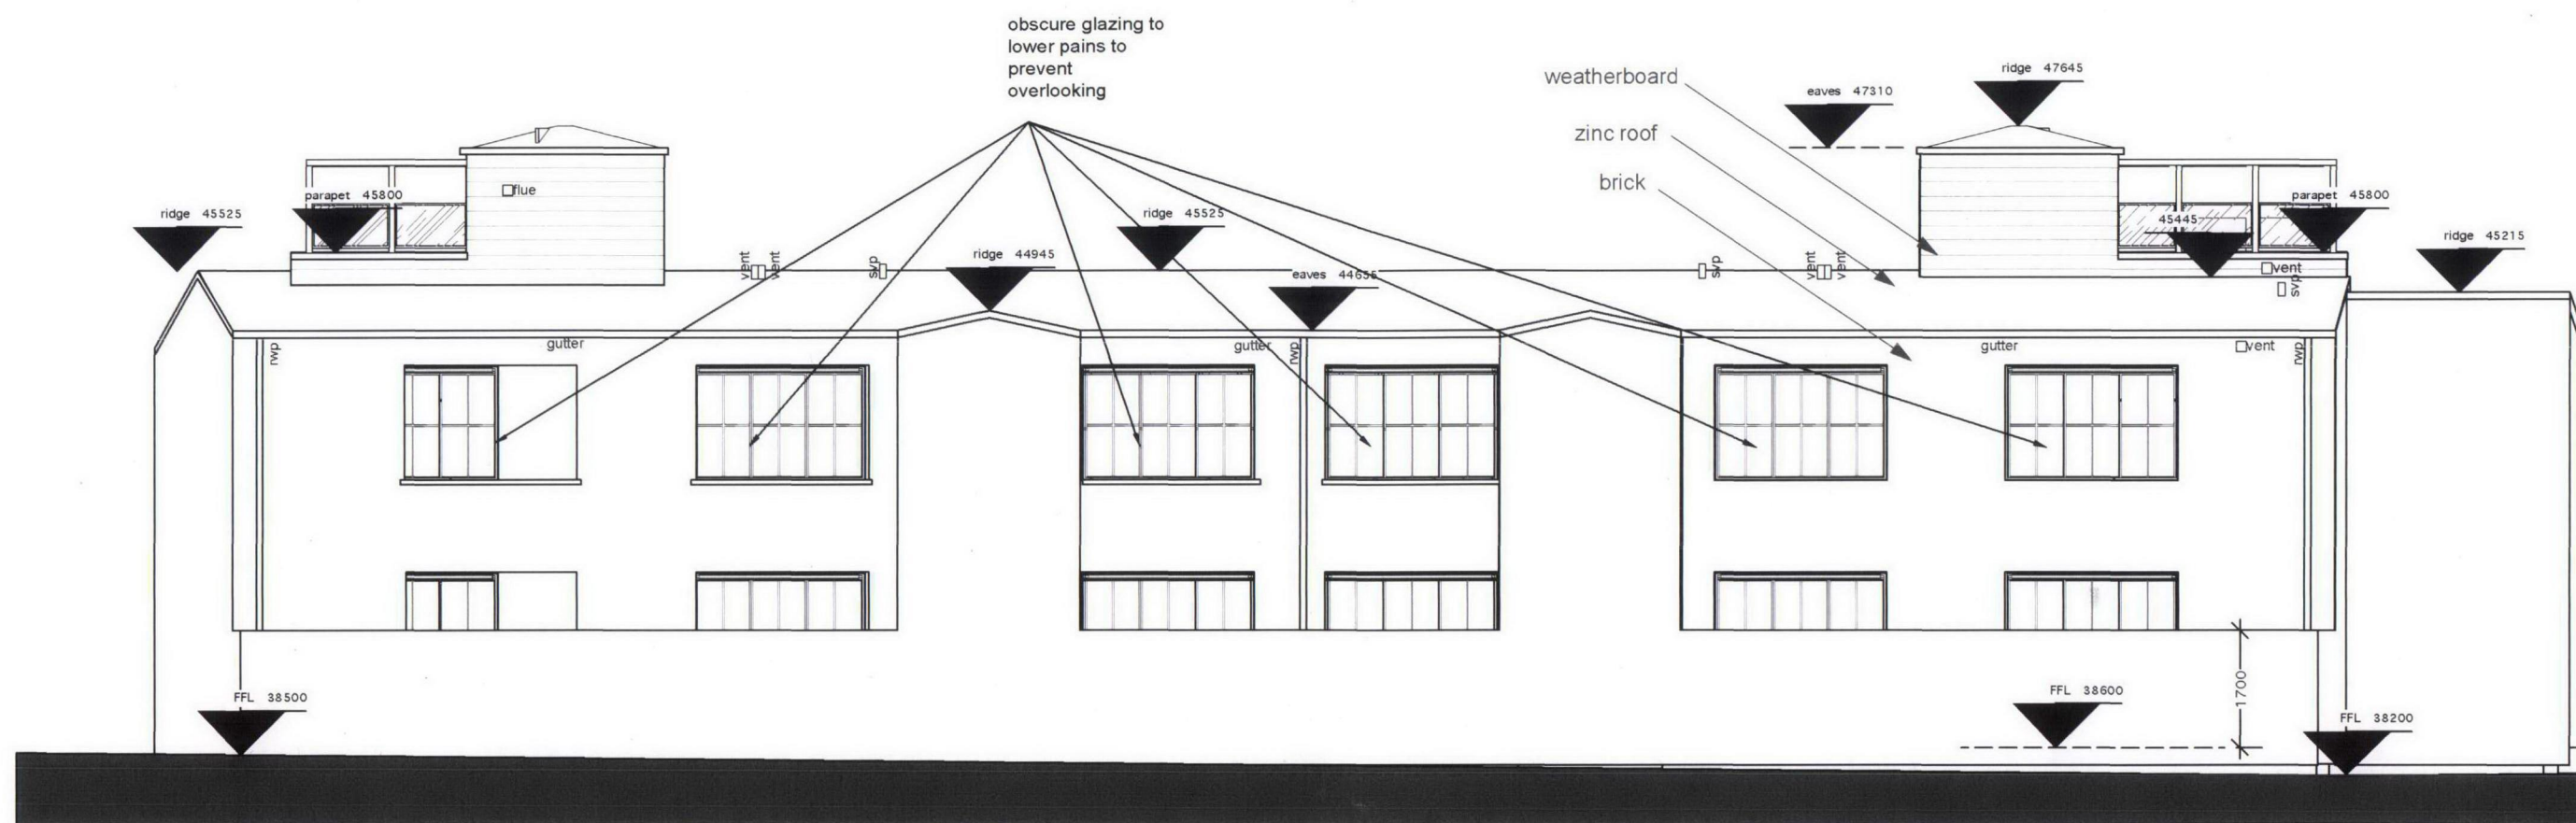 obscure glazing to
lower pains to
prevent
overlooking
weatherboard
zinc roof
brick
ridge 47645
eaves 47310
flue
parapet 45800
ridge 45525
ridge 45525
ridge 44945
eaves 44655
parapet 45800
45445
ridge 45215
vent
vent
svp
svp
vent
vent
vent
svp
rwp
gutter
gutter
rwp
gutter
vent
rwp
FFL 38500
FFL 38600
1700
FFL 38200